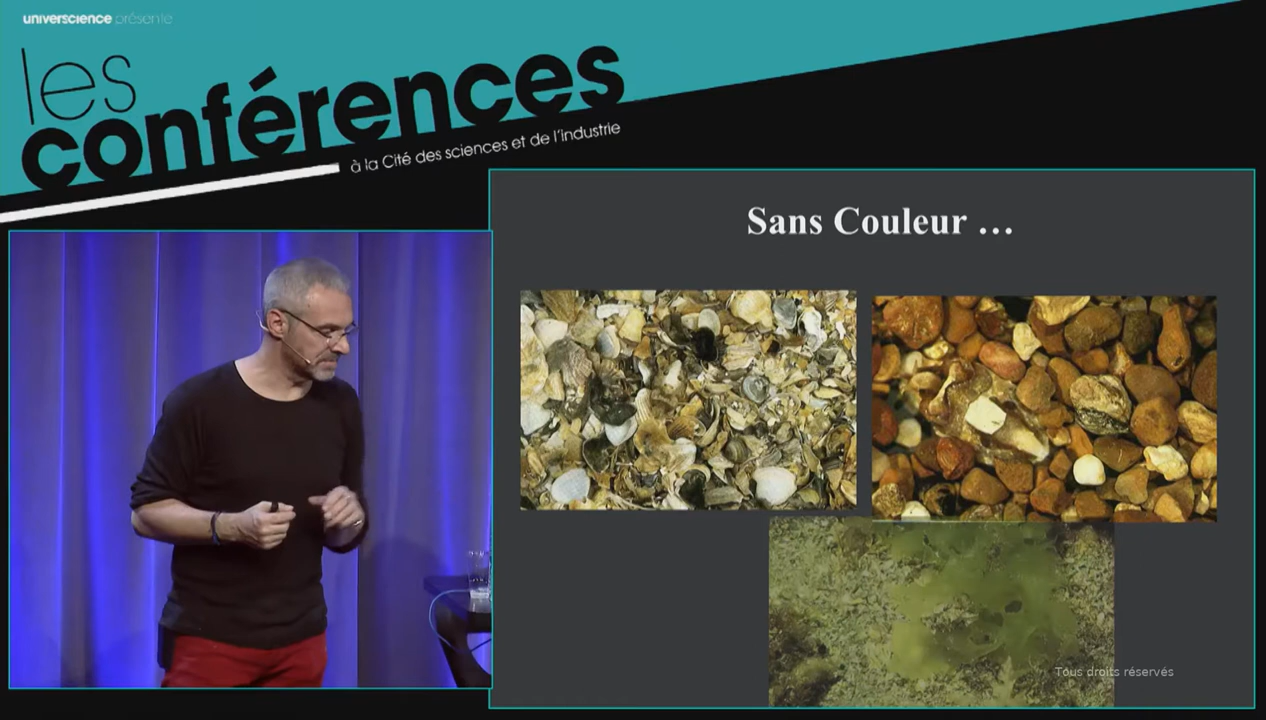 universcience présente
les
conférences
à la Cité des sciences et de l'industrie
Sans Couleur ...
Tous droits réservés